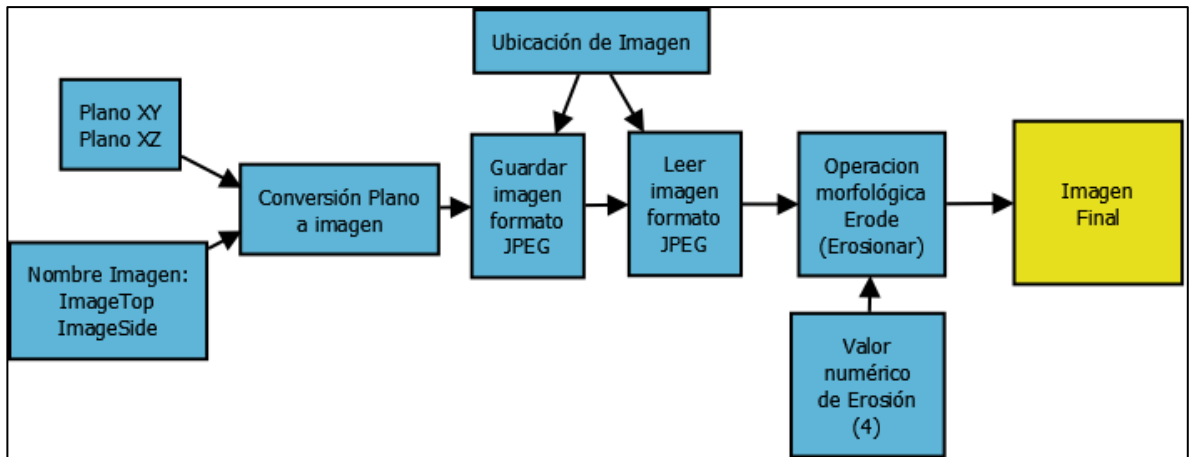 Ubicación de Imagen
Plano XY
Plano XZ
Nombre Imagen:
ImageTop
ImageSide
Conversión Plano
a imagen
Guardar
imagen
formato
JPEG
Leer
imagen
formato
JPEG
Operacion
morfológica
Erode
(Erosionar)
Valor
numérico
de Erosión
(4)
Imagen
Final